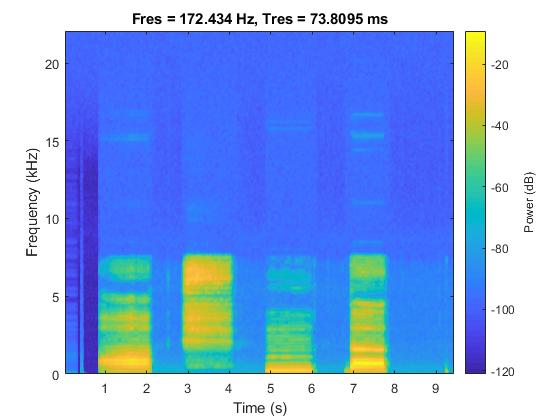 Fres = 172.434 Hz, Tres = 73.8095 ms
20
15
10
5
0
Frequency (kHz)
1 2 3 4 5 6 7 8 9
Time (s)
-20
-40
-60
-80
-100
-120
Power (dB)